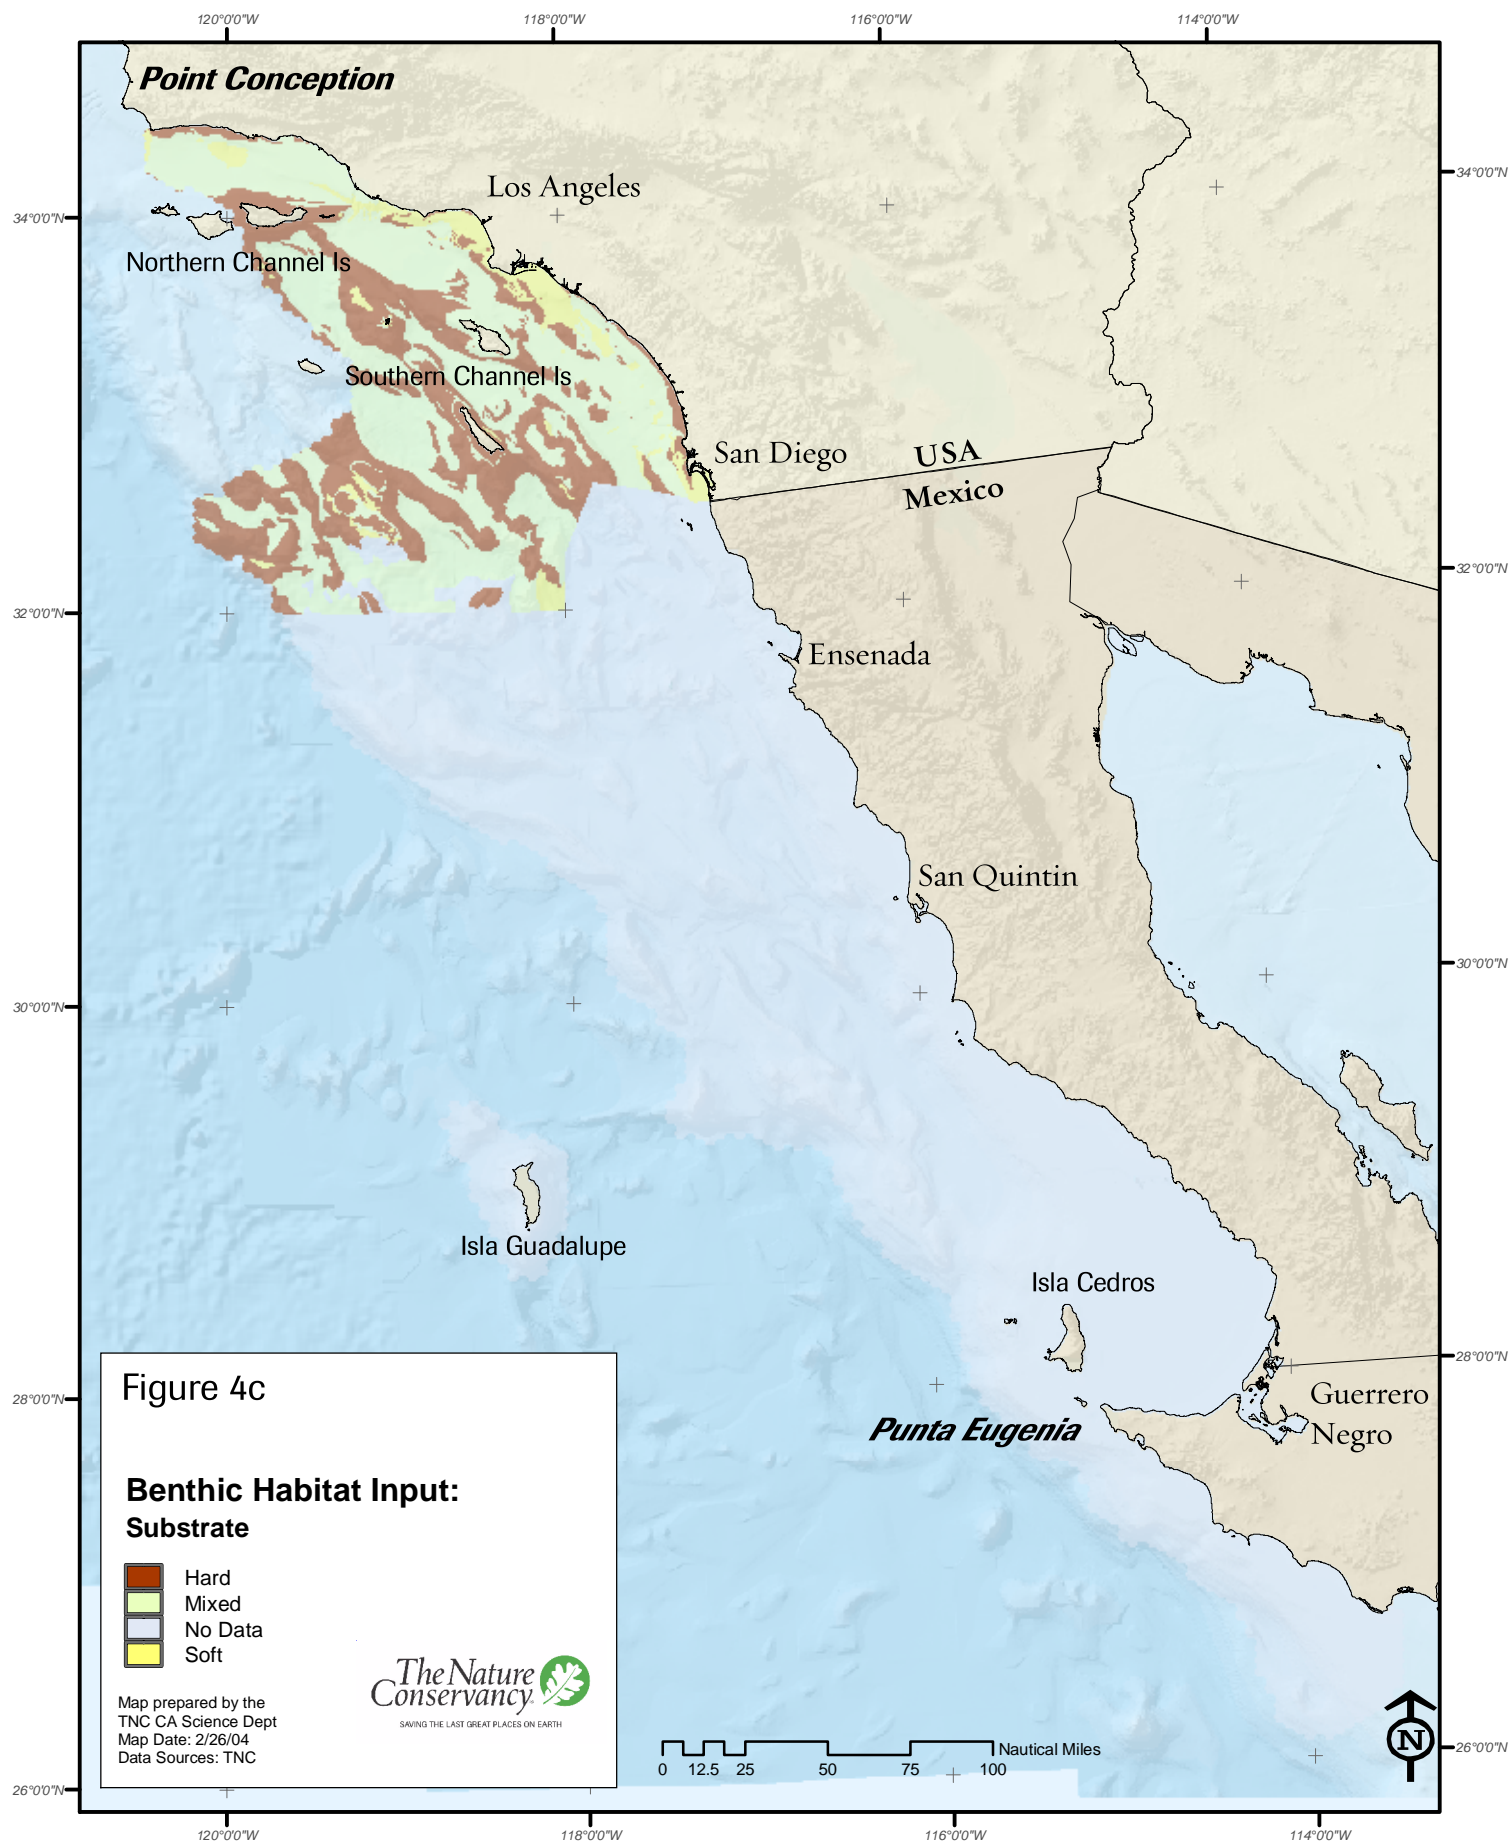 120°0'0"W
118°0'0"W
116°0'0"W
114°0'0"W
Point Conception
34°0'0"N
Los Angeles
34°0'0"N
Northern Channel Is
Southern Channel Is
San Diego
USA
Mexico
32°0'0"N
32°0'0"N
Ensenada
San Quintin
30°0'0"N
30°0'0"N
Isla Guadalupe
Isla Cedros
28°0'0"N
28°0'0"N
Guerrero
Negro
Punta Eugenia
Figure 4c
Benthic Habitat Input:
Substrate
Hard
Mixed
No Data
Soft
The Nature
Conservancy
SAVING THE LAST GREAT PLACES ON EARTH
Map prepared by the
TNC CA Science Dept
Map Date: 2/26/04
Data Sources: TNC
Nautical Miles
0 12.5 25 50 75 100
N
26°0'0"N
26°0'0"N
120°0'0"W
118°0'0"W
116°0'0"W
114°0'0"W